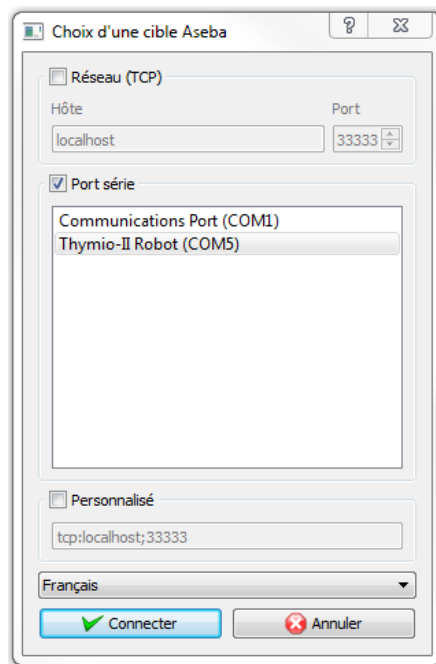 Choix d'une cible Aseba
Réseau (TCP)
Hôte Port
localhost 33333
Port série
Communications Port (COM1)
Thymio-II Robot (COM5)
Personnalisé
tcp:localhost;33333
Français
Connecter Annuler